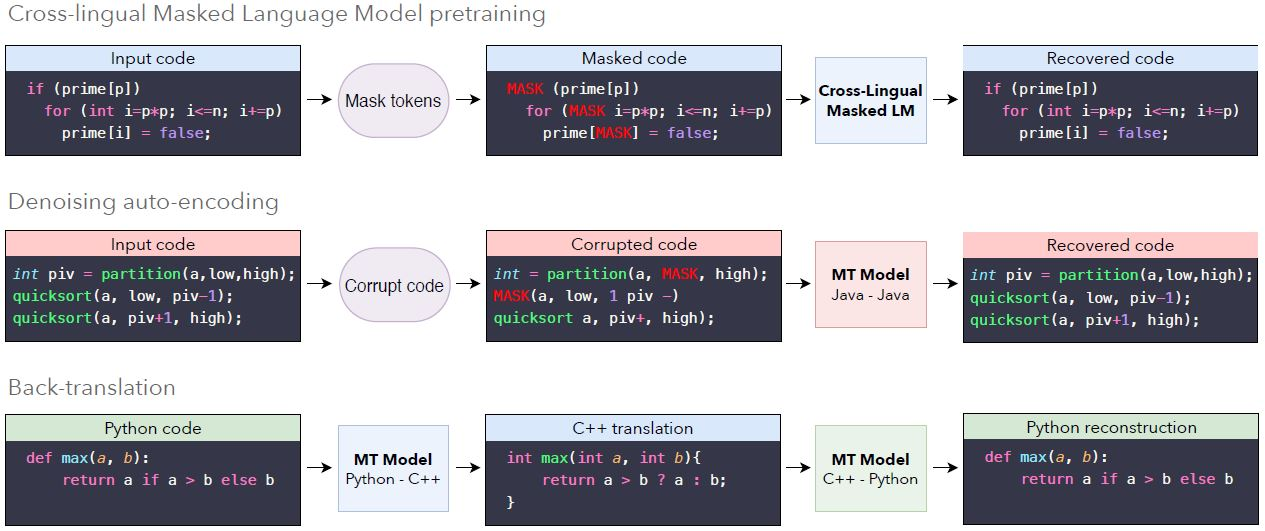 Cross-lingual Masked Language Model pretraining
Input code
if (prime[p])
for (int i=p*p; i<=n; i+=p)
prime[i] = false;
Mask tokens
Masked code
MASK (prime[p])
for (MASK i=p*p; i<=n; i+=p)
prime[MASK] = false;
Cross-Lingual
Masked LM
Recovered code
if (prime[p])
for (int i=p*p; i<=n; i+=p)
prime[i] = false;
Denoising auto-encoding
Input code
int piv = partition(a,low,high);
quicksort(a, low, piv-1);
quicksort(a, piv+1, high);
Corrupt code
Corrupted code
int = partition(a, MASK, high);
MASK(a, low, 1 piv -)
quicksort a, piv+, high);
MT Model
Java - Java
Recovered code
int piv = partition(a,low,high);
quicksort(a, low, piv-1);
quicksort(a, piv+1, high);
Back-translation
Python code
def max(a, b):
return a if a > b else b
MT Model
Python - C++
C++ translation
int max(int a, int b){
return a > b ? a : b;
}
MT Model
C++ - Python
Python reconstruction
def max(a, b):
return a if a > b else b